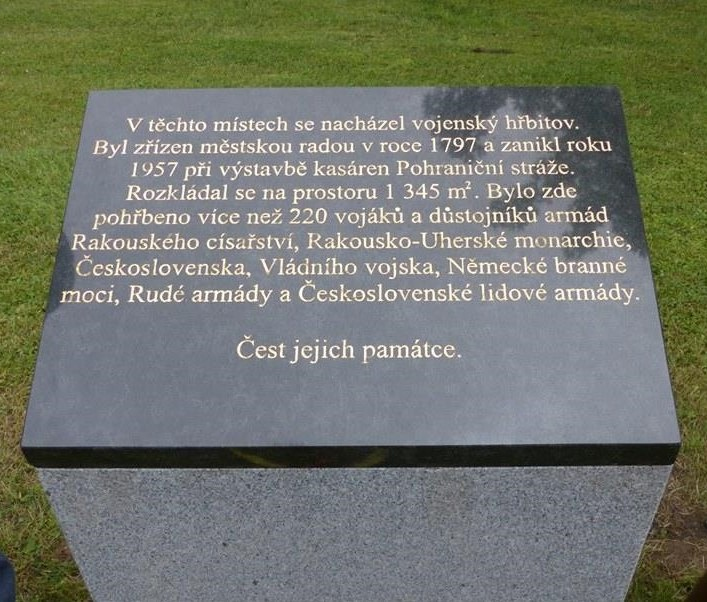 V těchto místech se nacházel vojenský hřbitov.
Byl zřízen městskou radou v roce 1797 a zanikl roku
1957 při výstavbě kasáren Pohraniční stráže.
Rozkládal se na prostoru 1 345 m². Bylo zde
pohřbeno více než 220 vojáků a důstojníků armád
Rakouského císařství, Rakousko-Uherské monarchie,
Československa, Vládního vojska, Německé branné
moci, Rudé armády a Československé lidové armády.
Čest jejich památce.